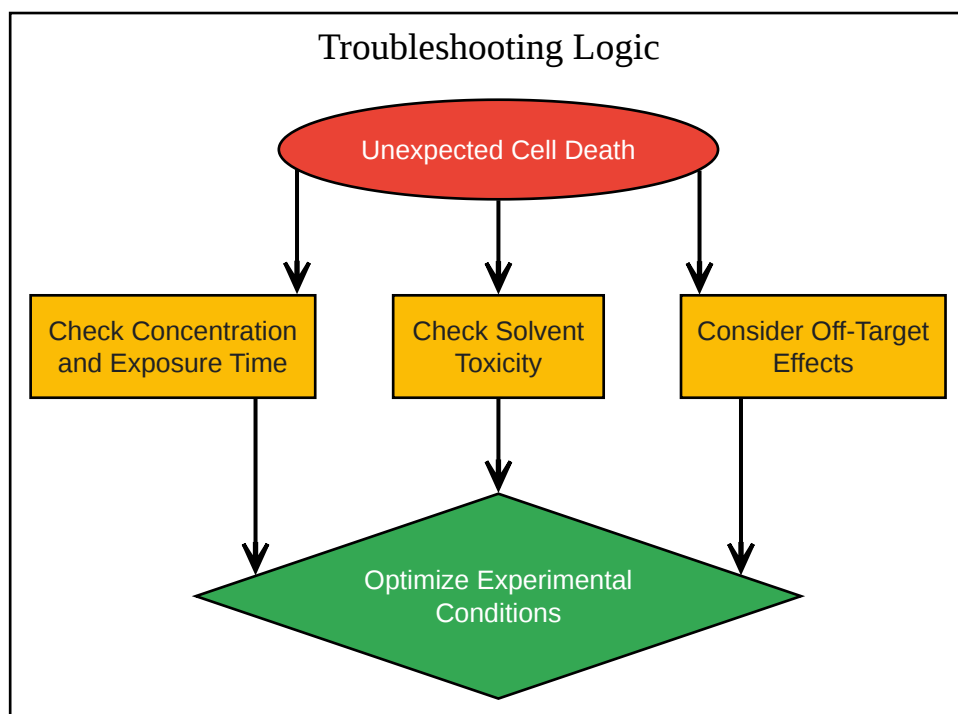 Troubleshooting Logic
Unexpected Cell Death
Check Concentration
and Exposure Time
Check Solvent
Toxicity
Consider Off-Target
Effects
Optimize Experimental
Conditions